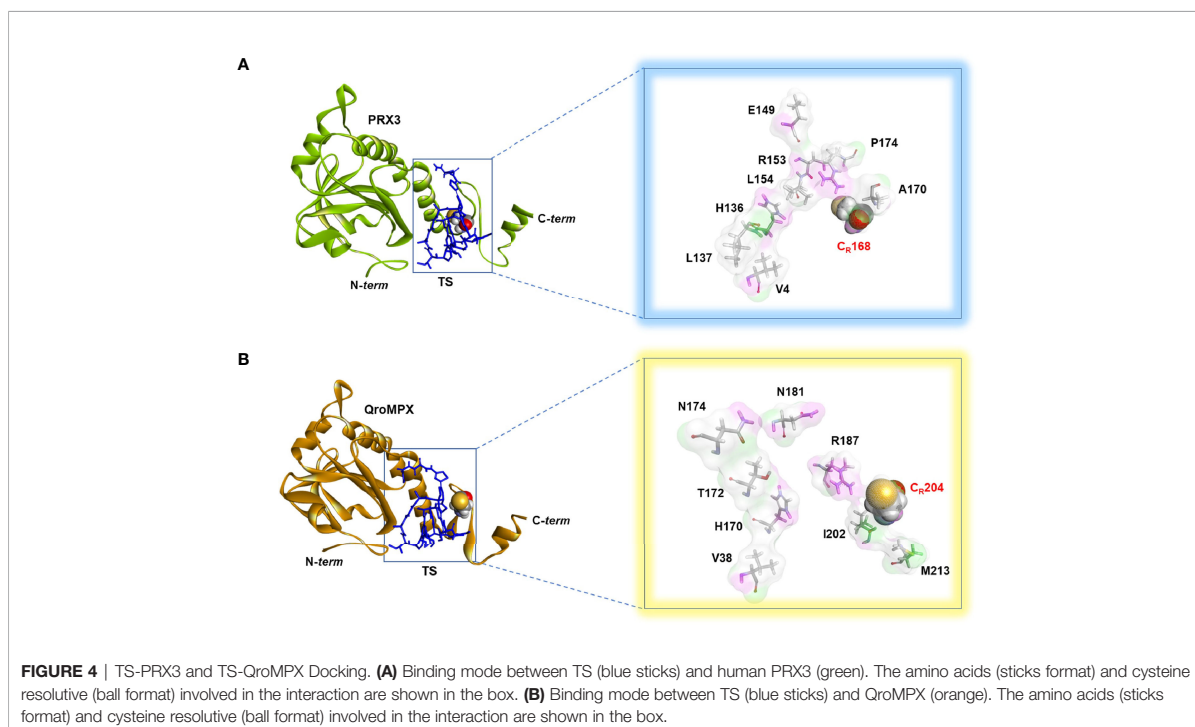 A
PRX3
TS
N-term
C-term
E149
P174
R153
L154
A170
H136
CR168
L137
V4
B
QroMPX
TS
N-term
C-term
N174
N181
R187
T172
CR204
H170
I202
V38
M213
FIGURE 4 | TS-PRX3 and TS-QroMPX Docking. (A) Binding mode between TS (blue sticks) and human PRX3 (green). The amino acids (sticks format) and cysteine
resolutive (ball format) involved in the interaction are shown in the box. (B) Binding mode between TS (blue sticks) and QroMPX (orange). The amino acids (sticks
format) and cysteine resolutive (ball format) involved in the interaction are shown in the box.